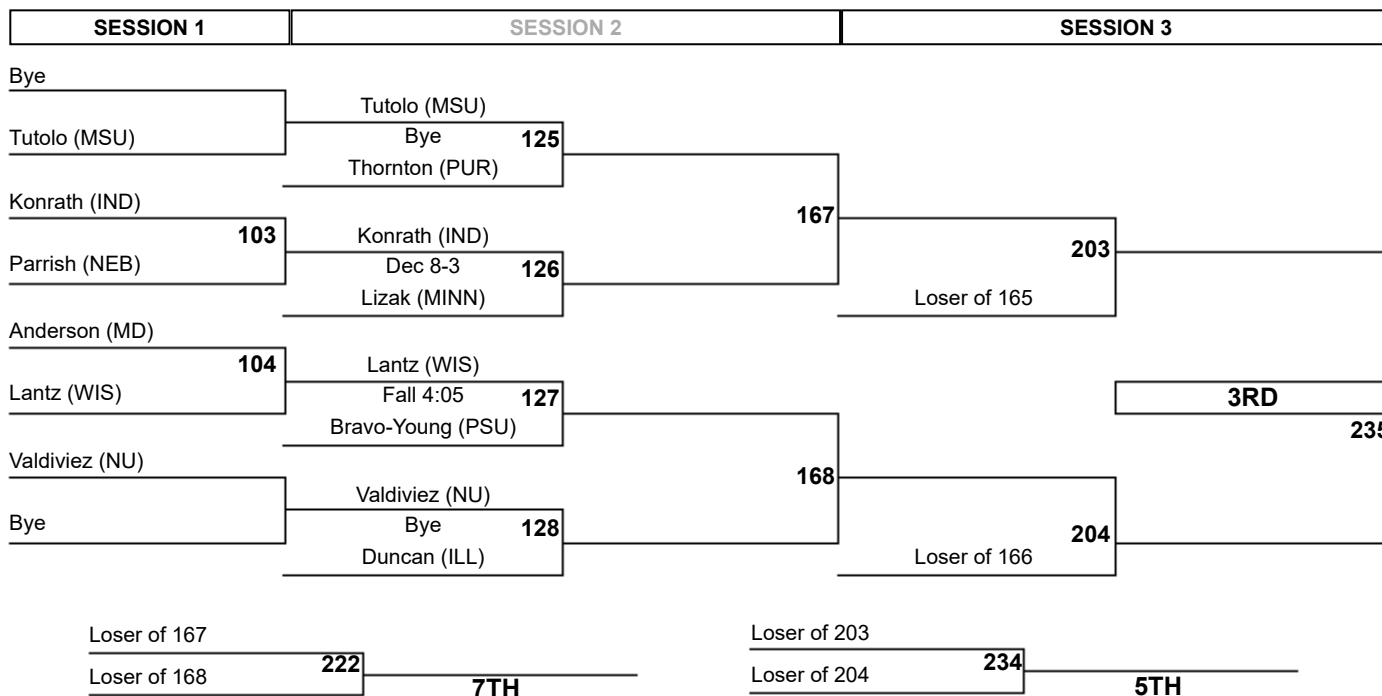 SESSION 1
SESSION 2
SESSION 3
Bye
Tutolo (MSU)
Tutolo (MSU)
Bye
125
Thornton (PUR)
Konrath (IND)
103
Parrish (NEB)
Konrath (IND)
Dec 8-3
126
Lizak (MINN)
167
203
Loser of 165
Anderson (MD)
104
Lantz (WIS)
Lantz (WIS)
Fall 4:05
127
Bravo-Young (PSU)
3RD
235
Valdiviez (NU)
Bye
Valdiviez (NU)
Bye
128
Duncan (ILL)
168
204
Loser of 166
Loser of 167
222
Loser of 168
7TH
Loser of 203
234
Loser of 204
5TH